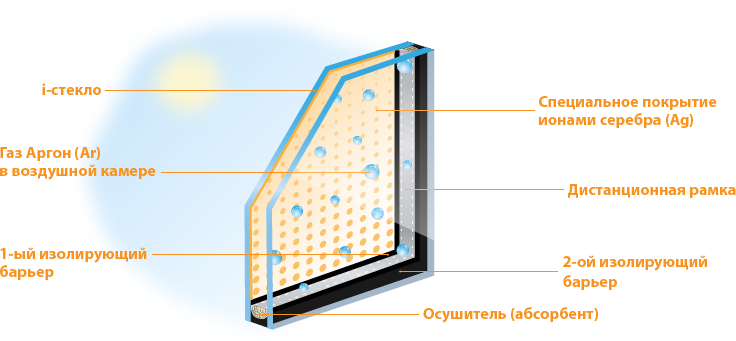 i-стекло
Газ Аргон (Ar)
в воздушной камере
1-ый изолирующий
барьер
Специальное покрытие
ионами серебра (Ag)
Дистанционная рамка
2-ой изолирующий
барьер
Осушитель (абсорбент)